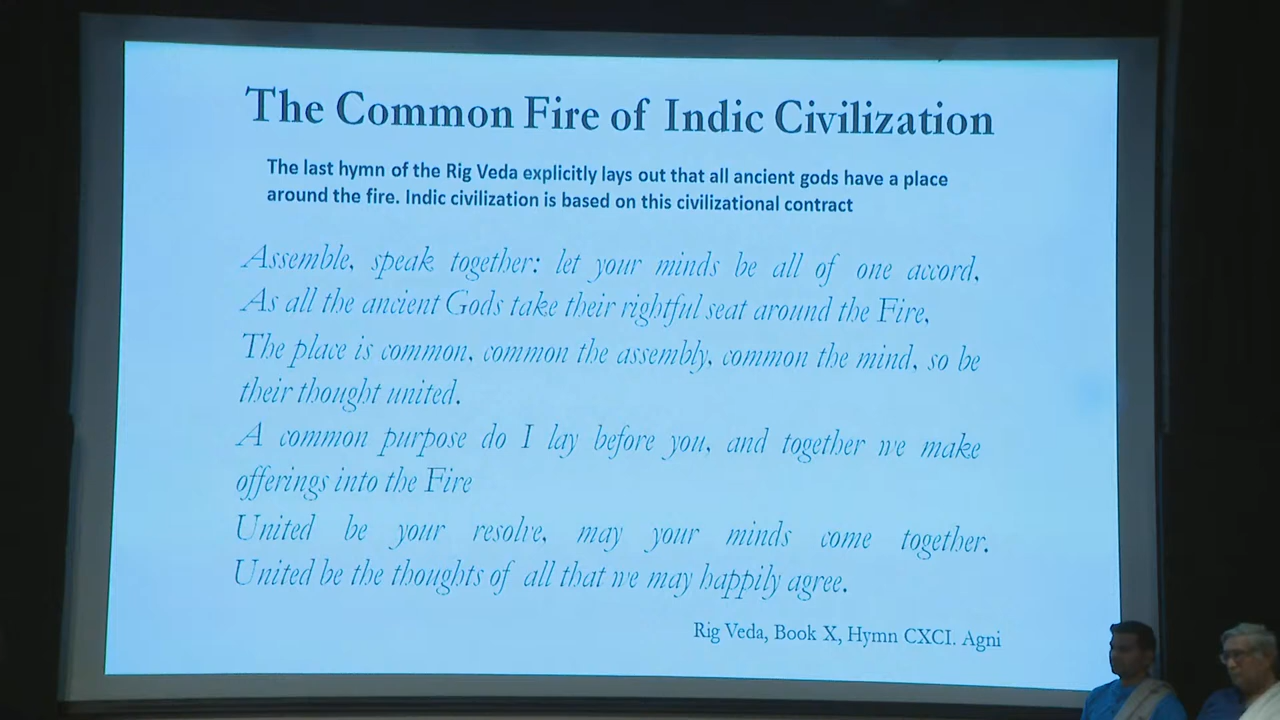 The Common Fire of Indic Civilization
The last hymn of the Rig Veda explicitly lays out that all ancient gods have a place
around the fire. Indic civilization is based on this civilizational contract
Assemble, speak together: let your minds be all of one accord,
As all the ancient Gods take their rightful seat around the Fire,
The place is common, common the assembly, common the mind, so be
their thought united.
A common purpose do I lay before you, and together we make
offerings into the Fire
United be your resolve, may your minds come together.
United be the thoughts of all that we may happily agree.
Rig Veda, Book X, Hymn CXCI. Agni